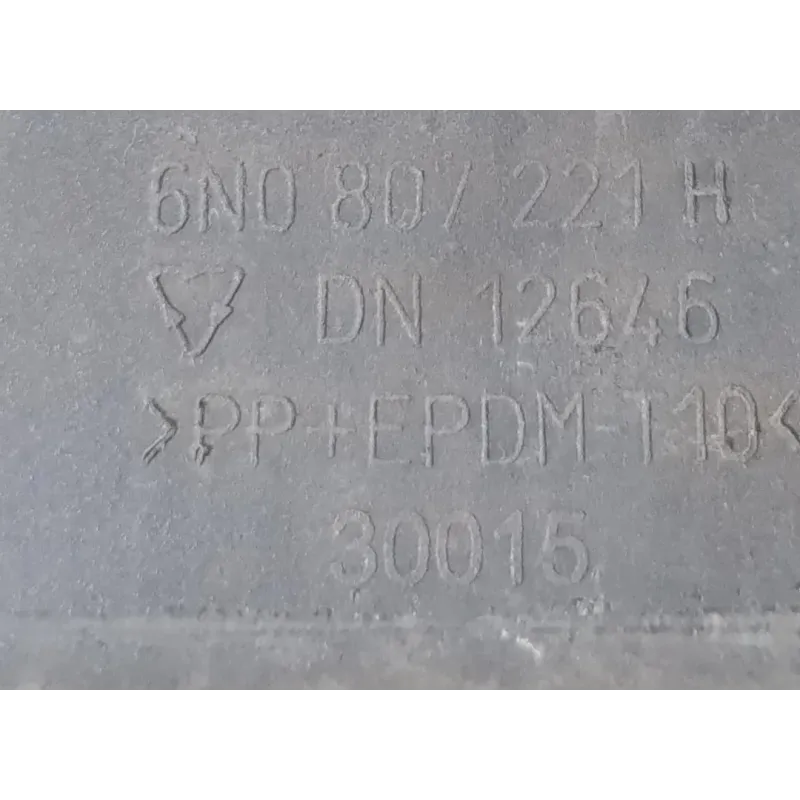 6N0 807 221 H
DN 12646
>PP+EPDM-T10<
30015